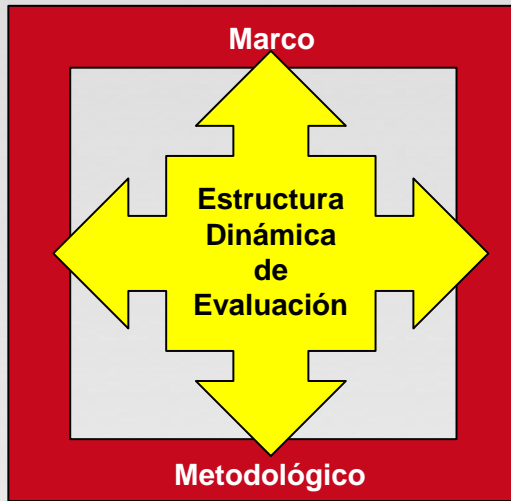 Marco
Estructura
Dinámica
de
Evaluación
Metodológico